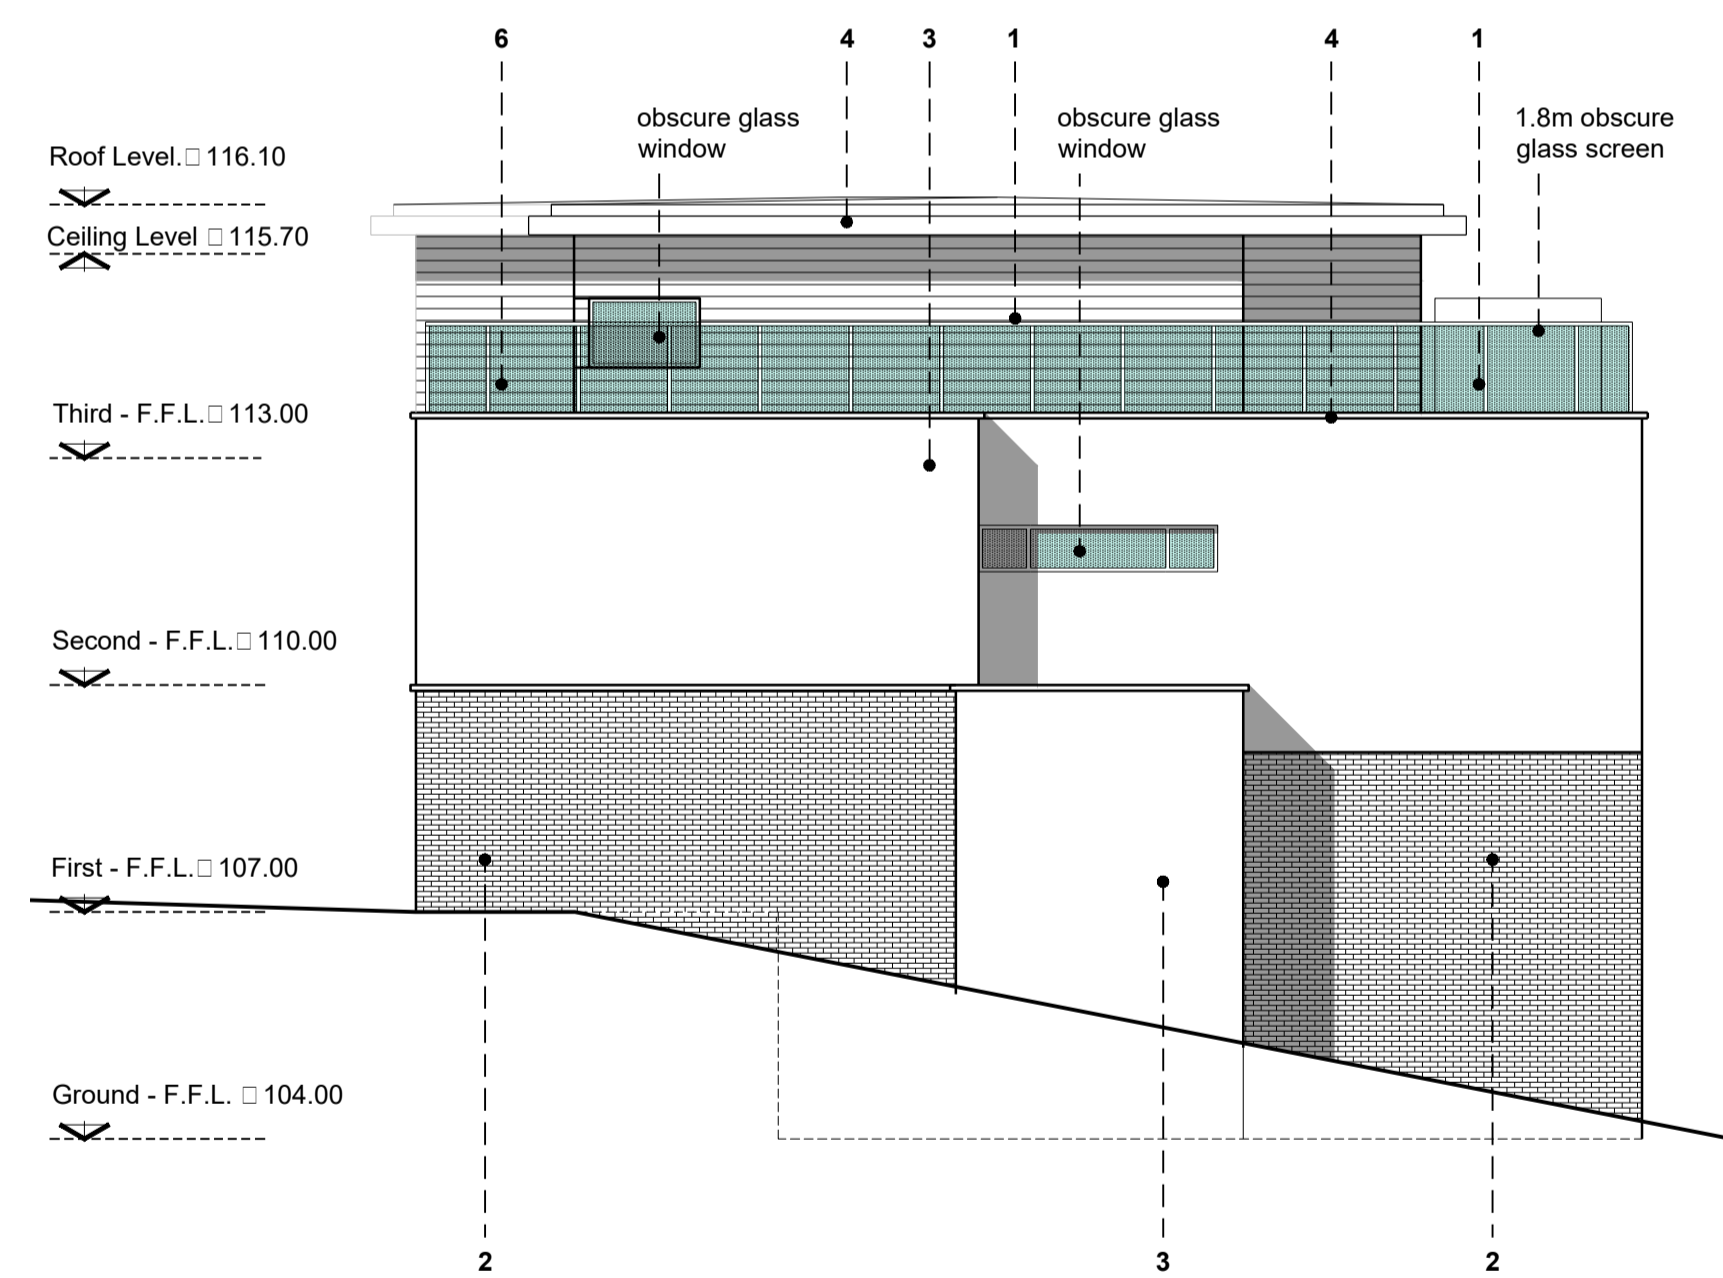 6 4 3 1 4 1
obscure glass
window
obscure glass
window
1.8m obscure
glass screen
Roof Level.□ 116.10
Ceiling Level □ 115.70
Third - F.F.L.□ 113.00
Second - F.F.L.□ 110.00
First - F.F.L.□ 107.00
Ground - F.F.L. □ 104.00
2 3 2